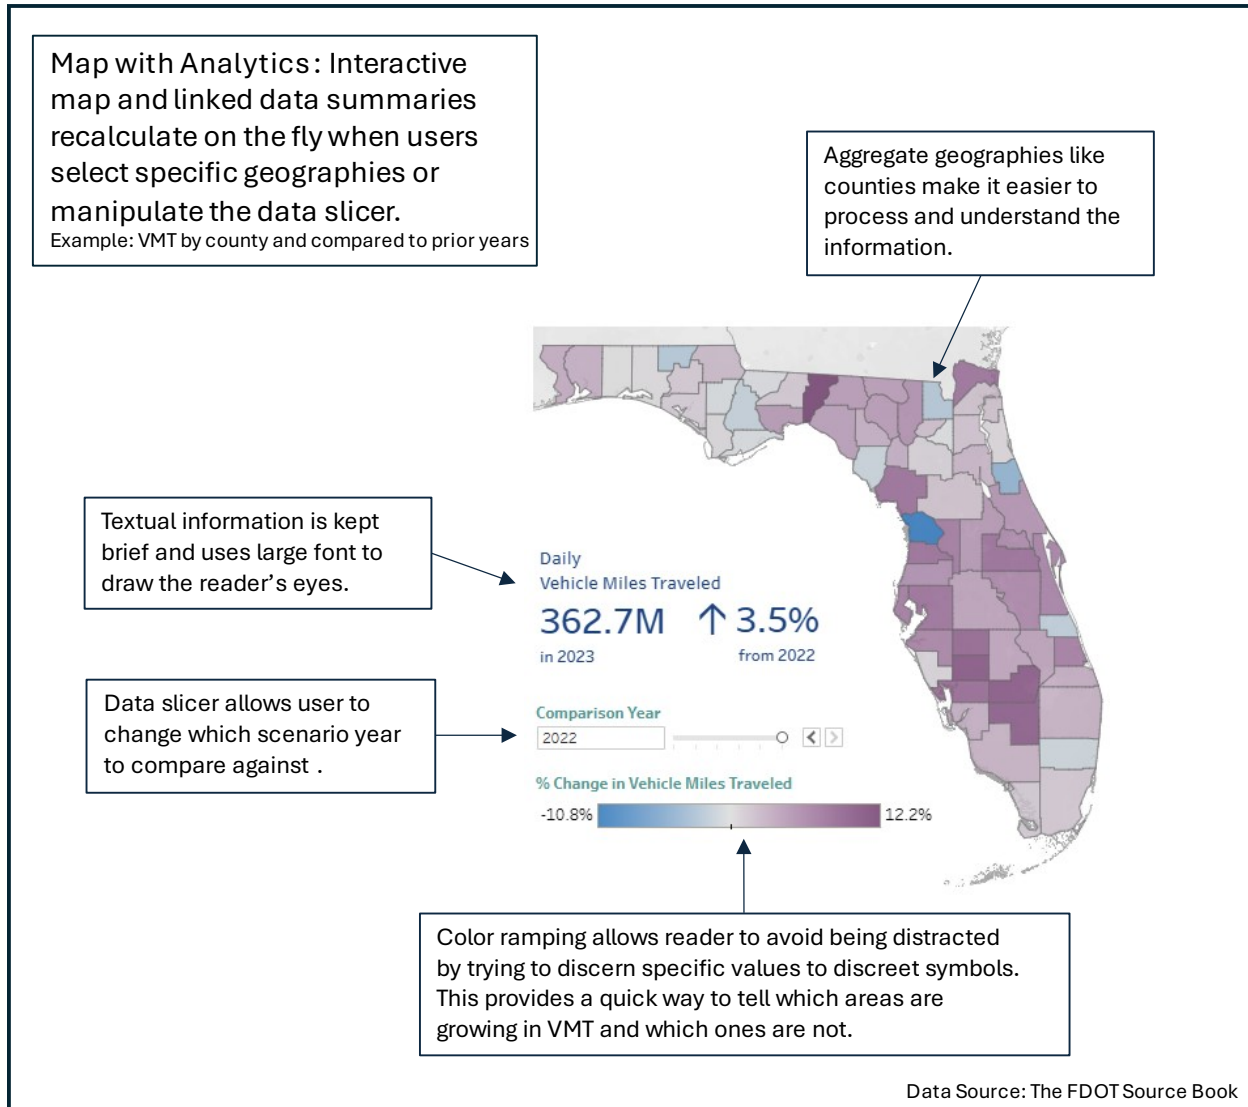 Map with Analytics: Interactive
map and linked data summaries
recalculate on the fly when users
select specific geographies or
manipulate the data slicer.
Example: VMT by county and compared to prior years
Aggregate geographies like
counties make it easier to
process and understand the
information.
Textual information is kept
brief and uses large font to
draw the reader’s eyes.
Daily
Vehicle Miles Traveled
362.7M ↑ 3.5%
in 2023 from 2022
Data slicer allows user to
change which scenario year
to compare against .
Comparison Year
2022
% Change in Vehicle Miles Traveled
-10.8% 12.2%
Color ramping allows reader to avoid being distracted
by trying to discern specific values to discreet symbols.
This provides a quick way to tell which areas are
growing in VMT and which ones are not.
Data Source: The FDOT Source Book